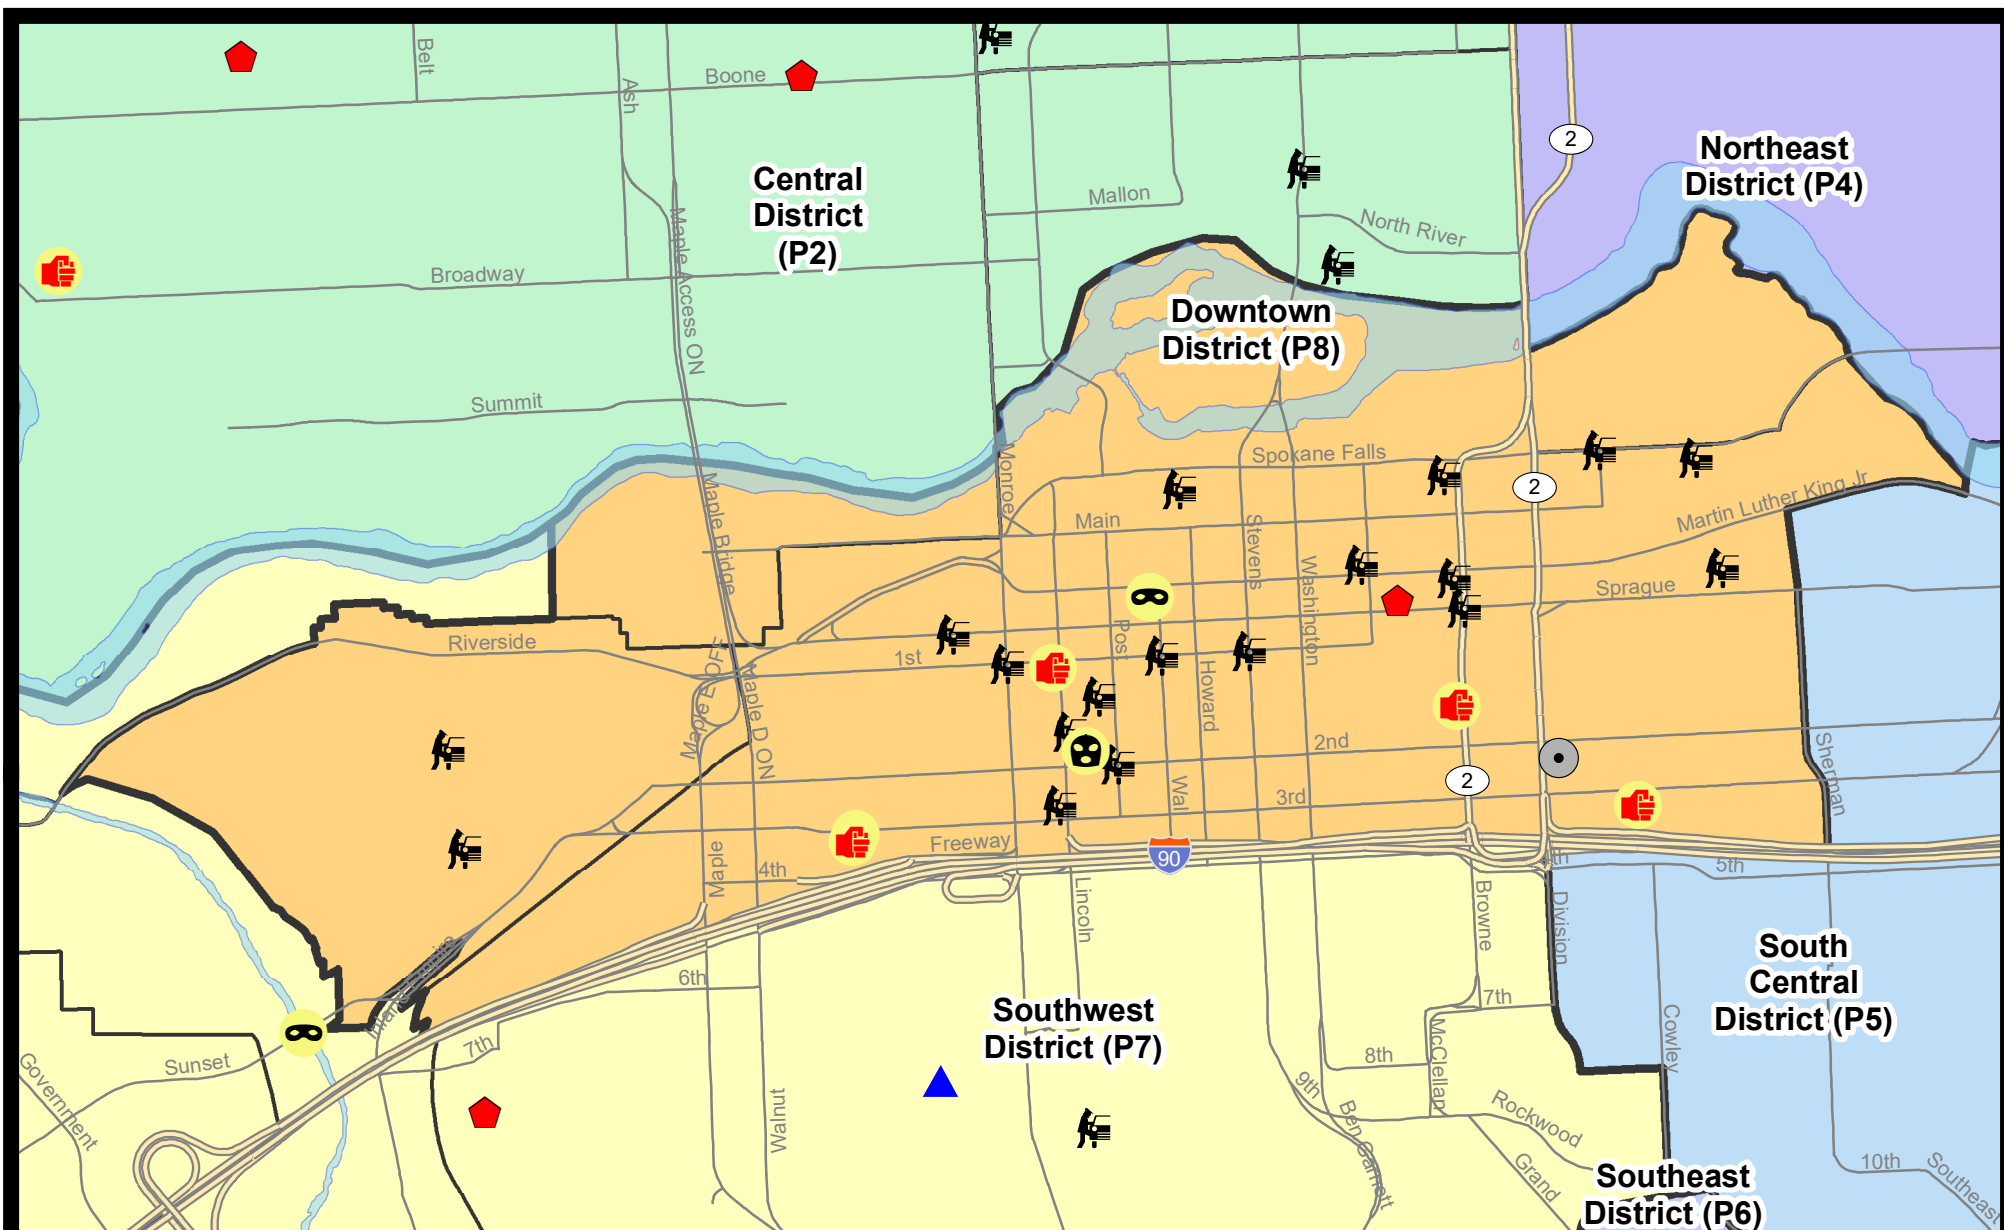 Belt
Ash
Boone
2
Northeast
District (P4)
Central
District
(P2)
Mallon
North River
Maple Access ON
Broadway
Downtown
District (P8)
Summit
Monroe
Spokane Falls
2
Maple Bridge
Main
Stevens
Washington
Martin Luther King Jr
Sprague
Riverside
1st
Post
Howard
Maple E OFF
Maple D ON
2nd
2
Sherman
Wall
3rd
Freeway
90
Maple
4th
5th
Lincoln
Browne
Division
South
Central
District (P5)
6th
Southwest
District (P7)
7th
Cowley
McClellan
Sunset
7th
8th
Government
9th
Rockwood
Walnut
Ben Garnett
Grand
10th
Southeast
Southeast
District (P6)